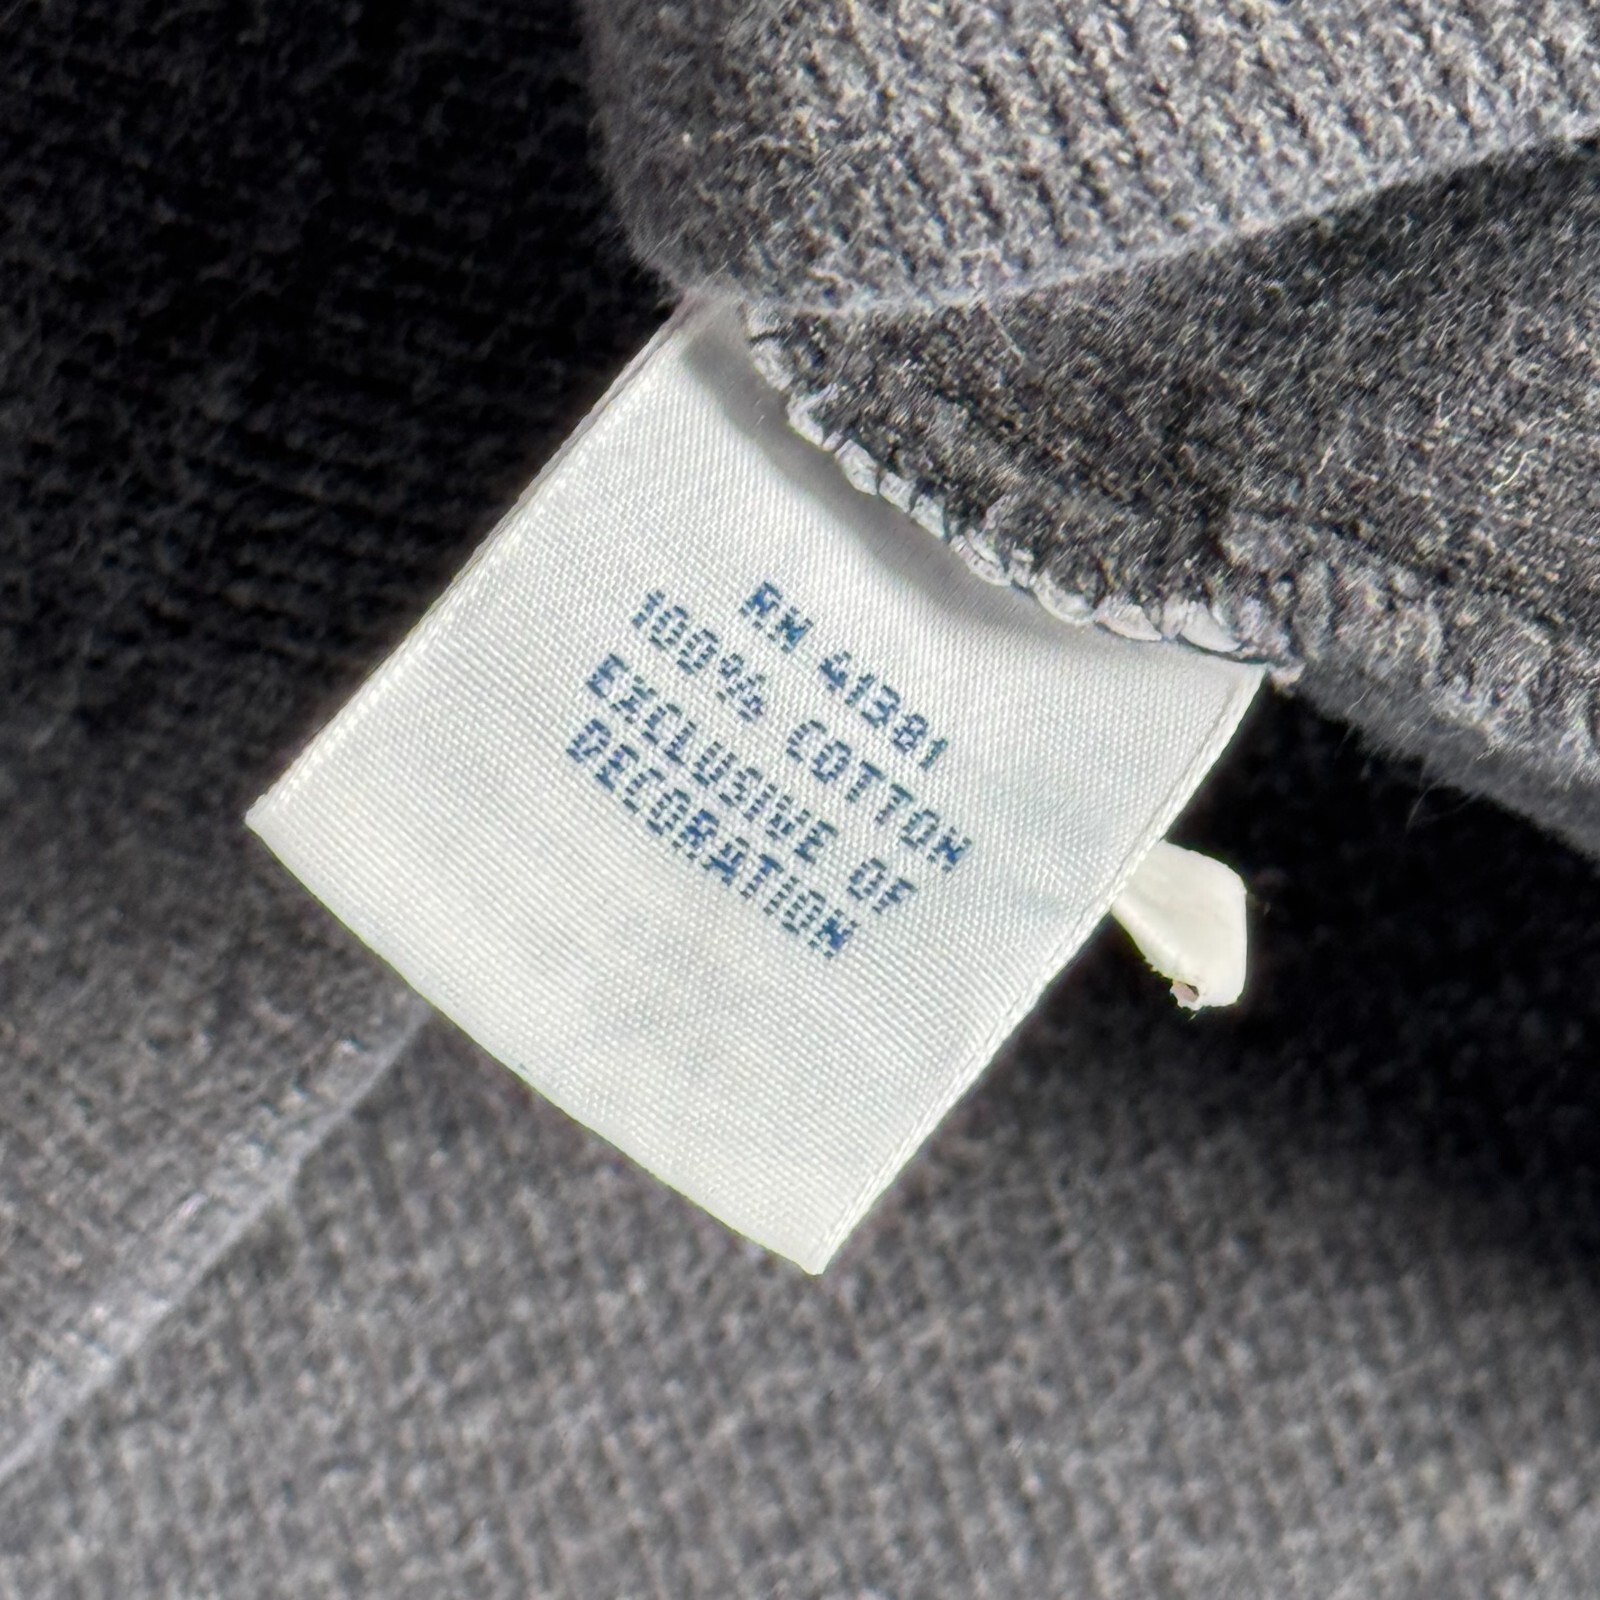 RN 41381
100% COTTON
EXCLUSIVE OF
DECORATION